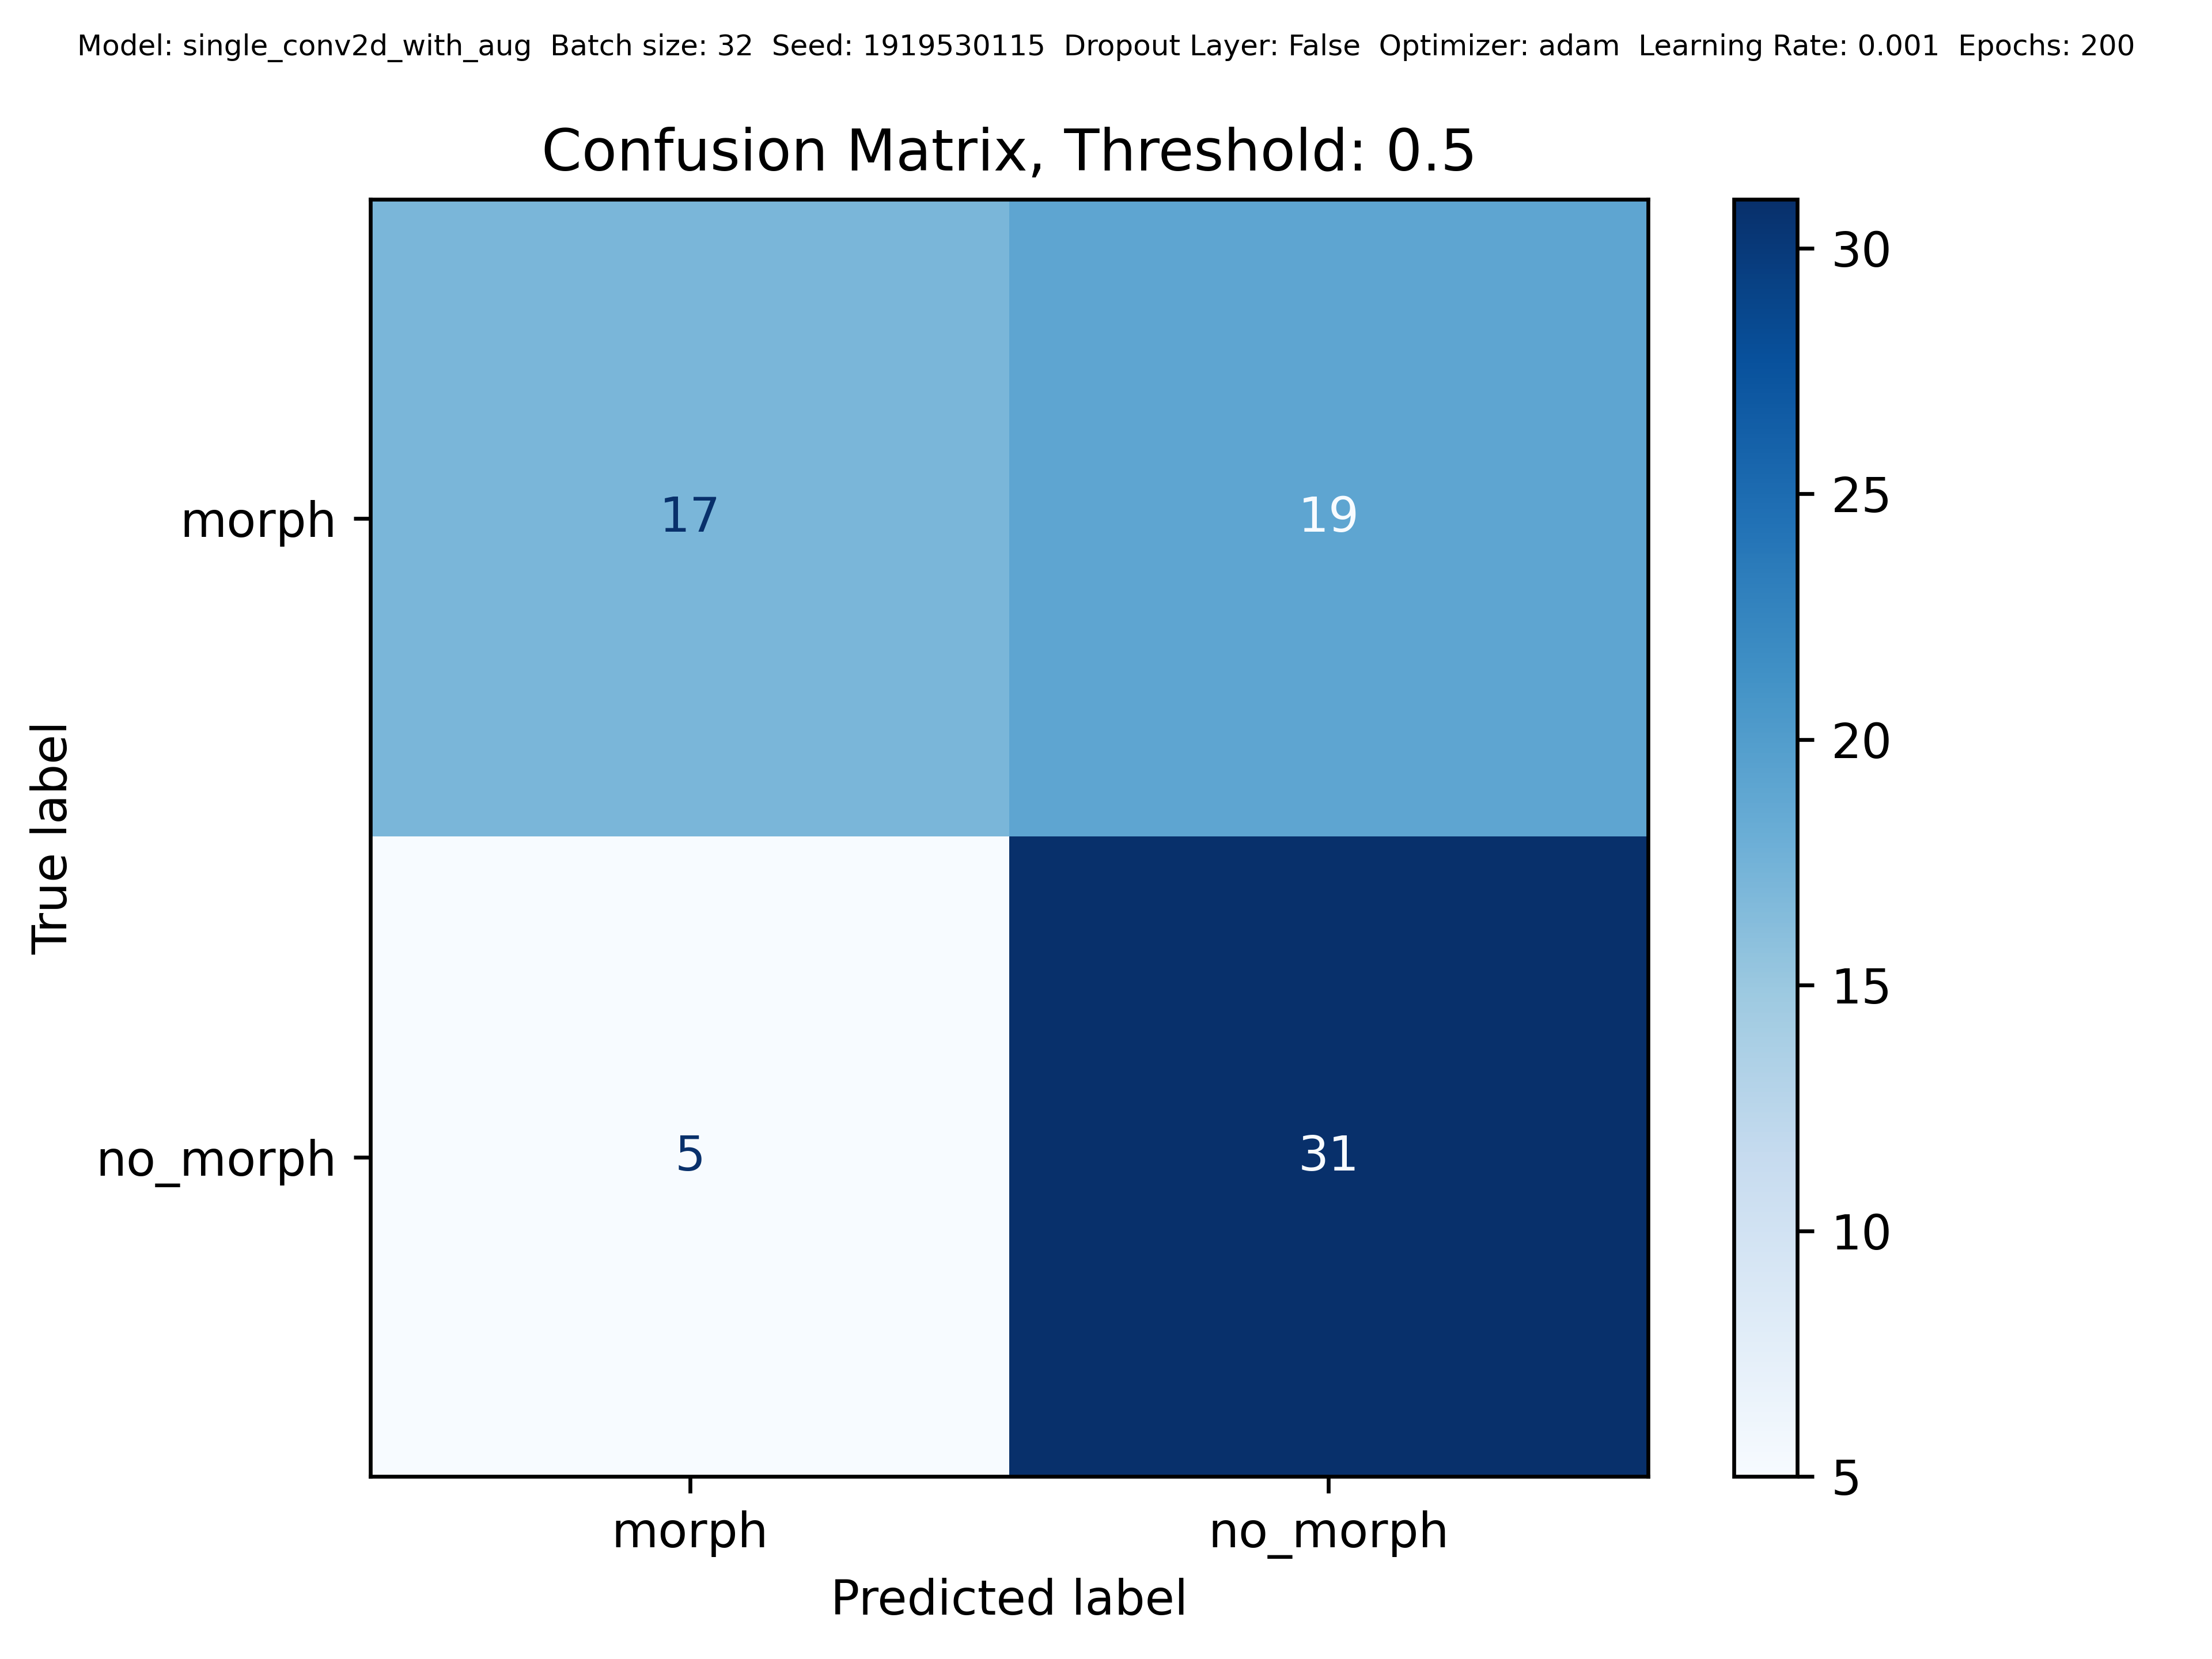 Model: single_conv2d_with_aug  Batch size: 32  Seed: 1919530115  Dropout Layer: False  Optimizer: adam  Learning Rate: 0.001  Epochs: 200
Confusion Matrix, Threshold: 0.5
True label
morph
17
19
no_morph
5
31
morph
no_morph
Predicted label
30
25
20
15
10
5